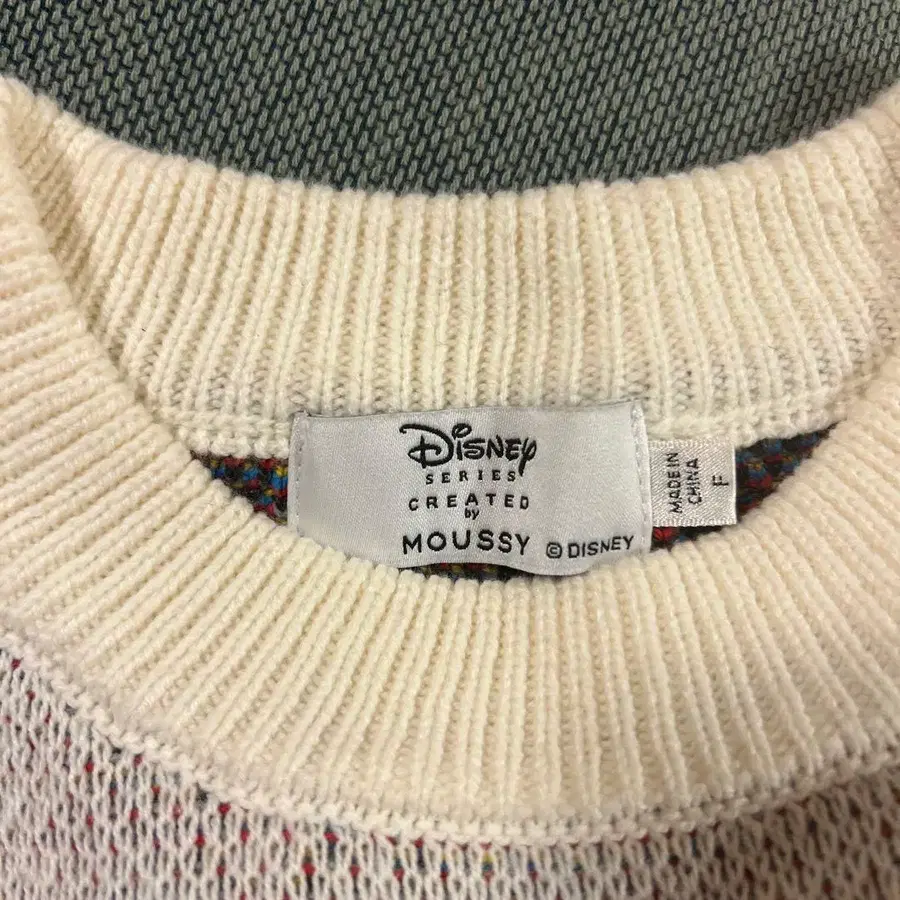 Disney
SERIES
CREATED
by
MOUSSY © DISNEY
MADE IN
CHINA
F